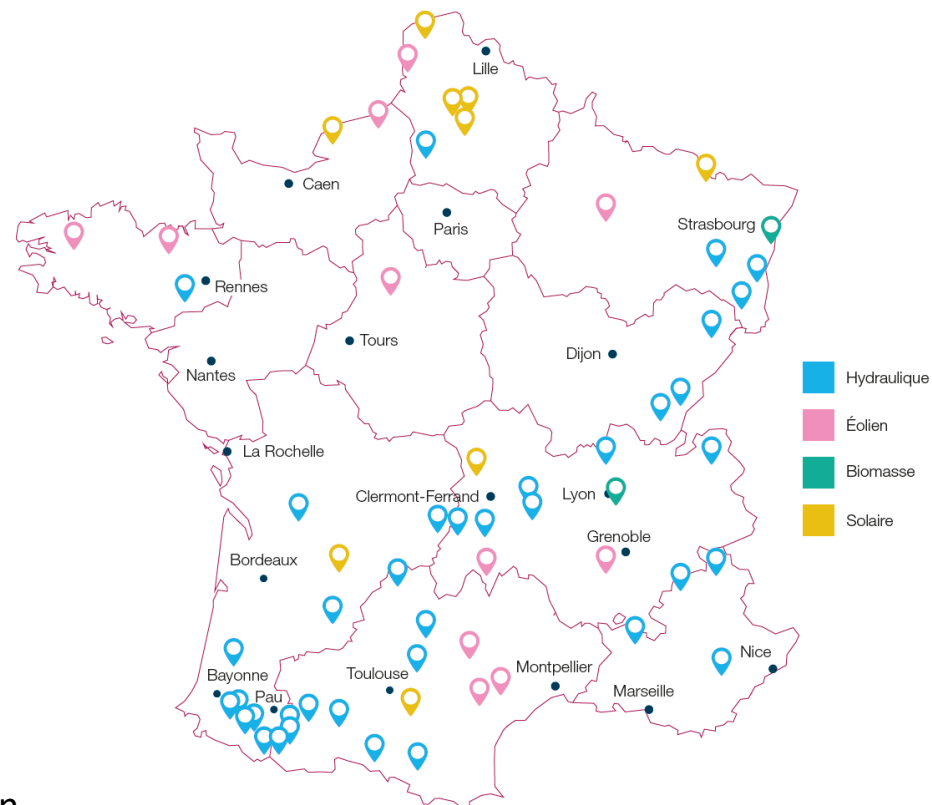 Lille
Caen
Paris
Strasbourg
Rennes
Tours
Dijon
Nantes
Hydraulique
Éolien
La Rochelle
Biomasse
Clermont-Ferrand
Lyon
Solaire
Grenoble
Bordeaux
Nice
Montpellier
Toulouse
Bayonne
Pau
Marseille